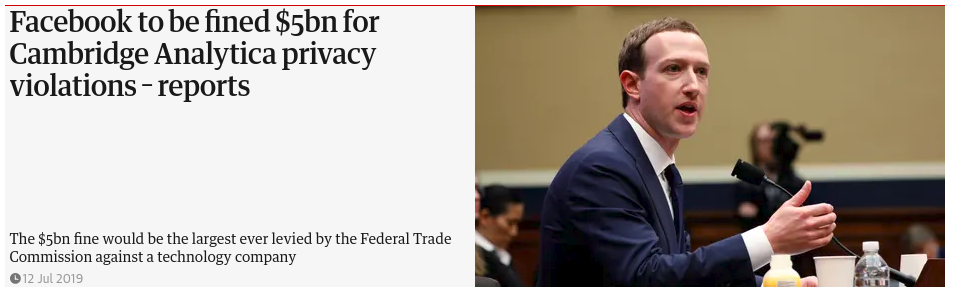 Facebook to be fined $5bn for
Cambridge Analytica privacy
violations – reports
The $5bn fine would be the largest ever levied by the Federal Trade
Commission against a technology company
12 Jul 2019